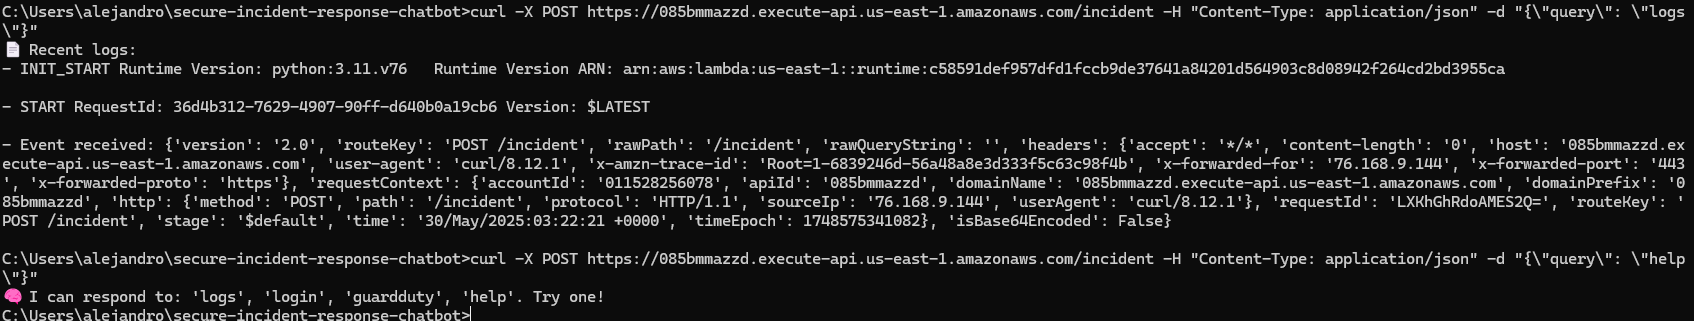 C:\Users\alejandro\secure-incident-response-chatbot>curl -X POST https://085bmmazzd.execute-api.us-east-1.amazonaws.com/incident -H "Content-Type: application/json" -d "{\"query\": \"logs
\"}"
📄 Recent logs:
- INIT_START Runtime Version: python:3.11.v76   Runtime Version ARN: arn:aws:lambda:us-east-1::runtime:c58591def957dfd1fccb9de37641a84201d564903c8d08942f264cd2bd3955ca
- START RequestId: 36d4b312-7629-4907-90ff-d640b0a19cb6 Version: $LATEST
- Event received: {'version': '2.0', 'routeKey': 'POST /incident', 'rawPath': '/incident', 'rawQueryString': '', 'headers': {'accept': '*/*', 'content-length': '0', 'host': '085bmmazzd.ex
ecute-api.us-east-1.amazonaws.com', 'user-agent': 'curl/8.12.1', 'x-amzn-trace-id': 'Root=1-6839246d-56a48a8e3d333f5c63c98f4b', 'x-forwarded-for': '76.168.9.144', 'x-forwarded-port': '443
', 'x-forwarded-proto': 'https'}, 'requestContext': {'accountId': '011528256078', 'apiId': '085bmmazzd', 'domainName': '085bmmazzd.execute-api.us-east-1.amazonaws.com', 'domainPrefix': '0
85bmmazzd', 'http': {'method': 'POST', 'path': '/incident', 'protocol': 'HTTP/1.1', 'sourceIp': '76.168.9.144', 'userAgent': 'curl/8.12.1'}, 'requestId': 'LXKhGhRdoAMES2Q=', 'routeKey': '
POST /incident', 'stage': '$default', 'time': '30/May/2025:03:22:21 +0000', 'timeEpoch': 1748575341082}, 'isBase64Encoded': False}
C:\Users\alejandro\secure-incident-response-chatbot>curl -X POST https://085bmmazzd.execute-api.us-east-1.amazonaws.com/incident -H "Content-Type: application/json" -d "{\"query\": \"help
\"}"
🧠 I can respond to: 'logs', 'login', 'guardduty', 'help'. Try one!
C:\Users\alejandro\secure-incident-response-chatbot>